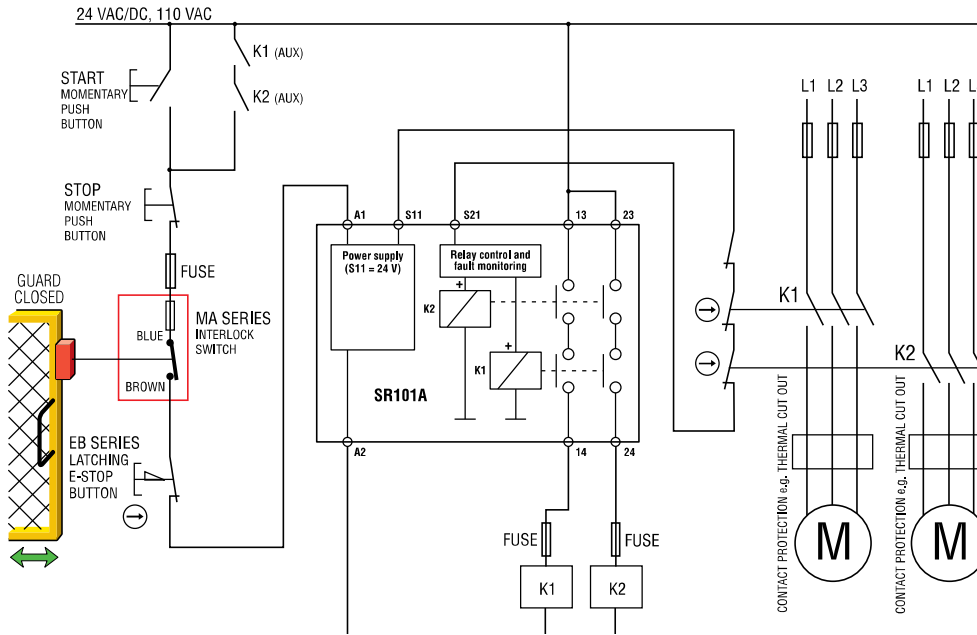 24 VAC/DC, 110 VAC
START
MOMENTARY
PUSH
BUTTON
K1 (AUX)
K2 (AUX)
STOP
MOMENTARY
PUSH
BUTTON
FUSE
GUARD
CLOSED
MA SERIES
INTERLOCK
SWITCH
BLUE
BROWN
EB SERIES
LATCHING
E-STOP
BUTTON
A1
S11
S21
13
23
Power supply
(S11 = 24 V)
Relay control and
fault monitoring
+
K2
+
K1
SR101A
A2
14
24
FUSE
FUSE
K1
K2
L1 L2 L3
L1 L2 L
K1
K2
CONTACT PROTECTION e.g. THERMAL CUT OUT
CONTACT PROTECTION e.g. THERMAL CUT OUT
M
M